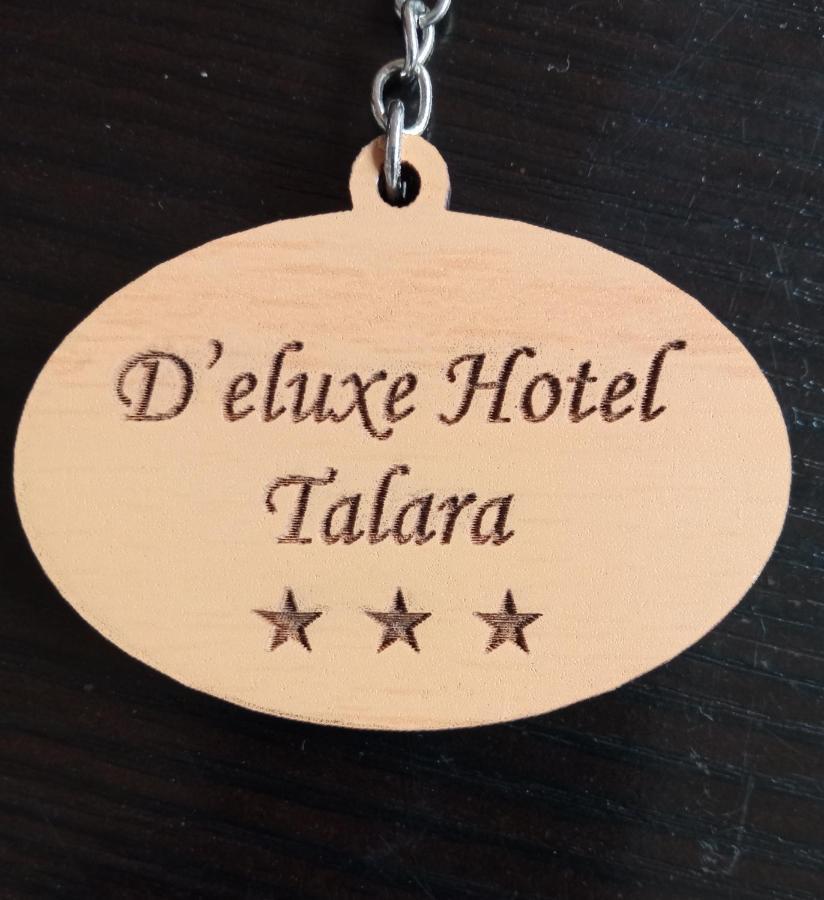 D'eluxe Hotel
Talara
★ ★ ★